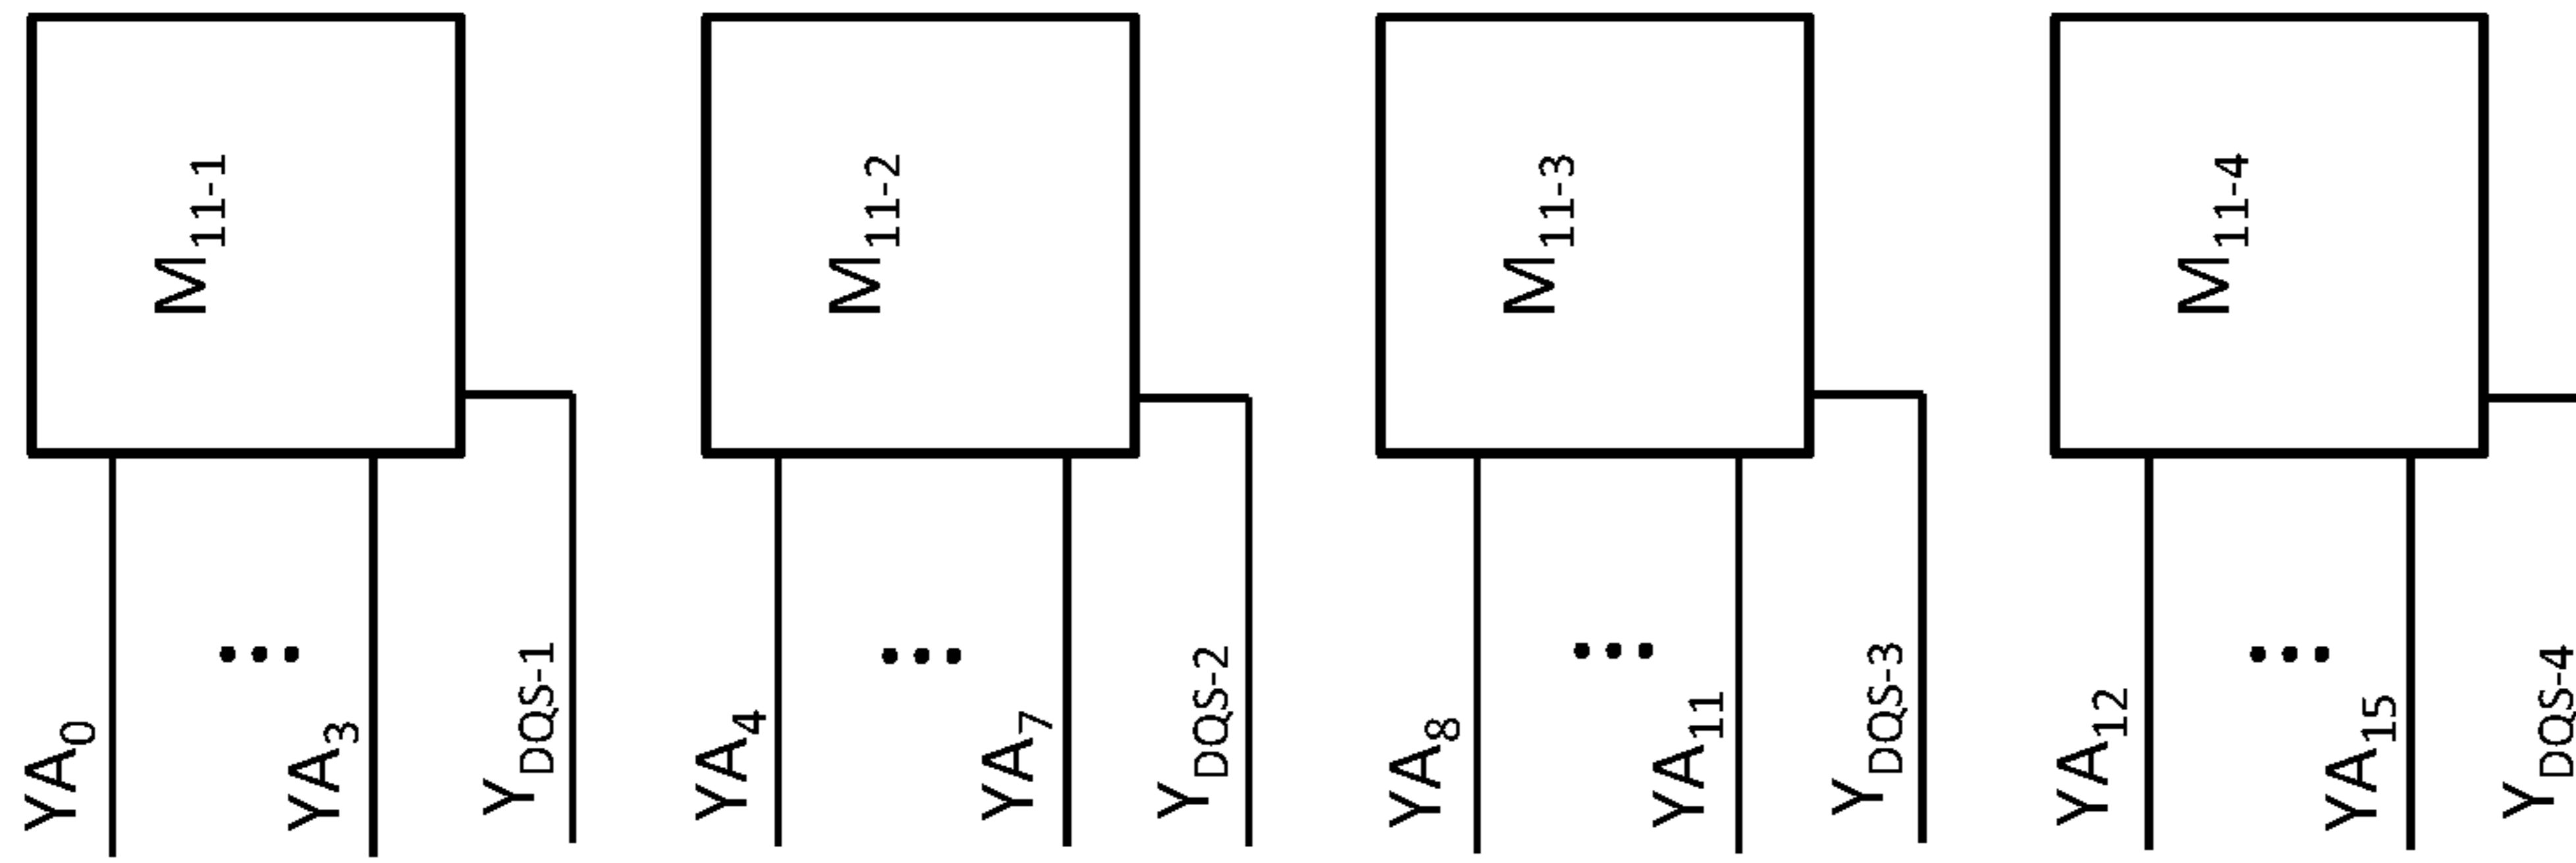 M11-1
YA0
YA3
YDQS-1
M11-2
YA4
YA7
YDQS-2
M11-3
YA8
YA11
YDQS-3
M11-4
YA12
YA15
YDQS-4